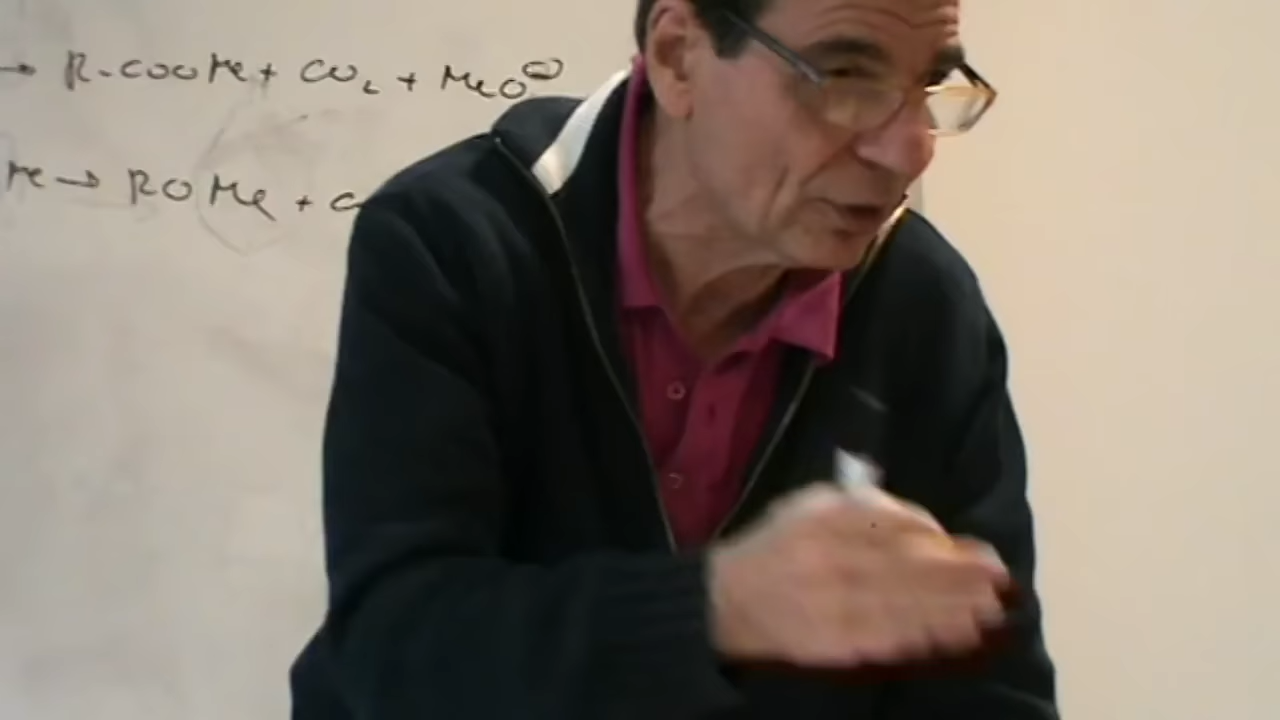 → R-COOMe + CO₂ + MeO⊖
Me → ROMe + C